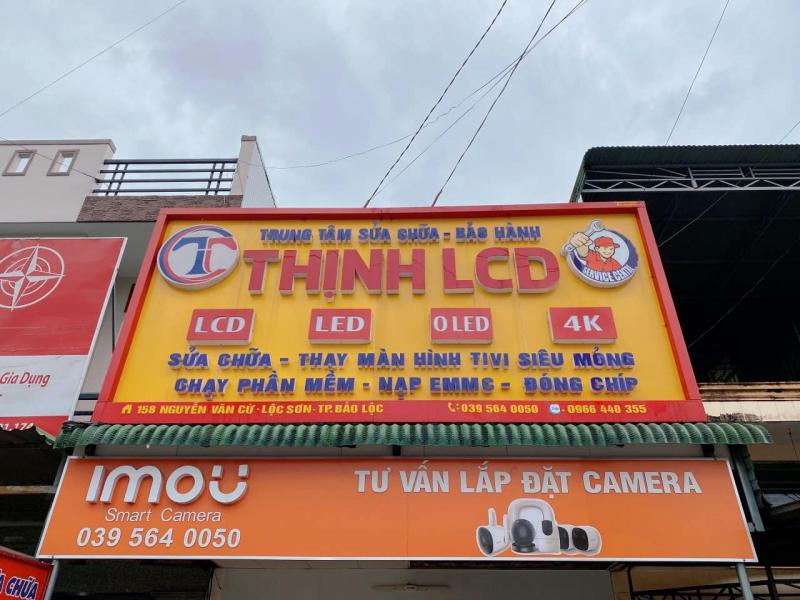 TRUNG TÂM SỬA CHỮA - BẢO HÀNH
THỊNH LCD
SERVICE CENTER
LCD
LED
OLED
4K
SỬA CHỮA - THAY MÀN HÌNH TIVI SIÊU MỎNG
CHẠY PHẦN MỀM - NẠP EMMC - ĐÓNG CHÍP
158 NGUYỄN VĂN CỪ - LỘC SƠN - TP.BẢO LỘC
039 564 0050
- 0966 440 355
imou
Smart Camera
039 564 0050
TƯ VẤN LẮP ĐẶT CAMERA
Gia Dụng
CHỮA